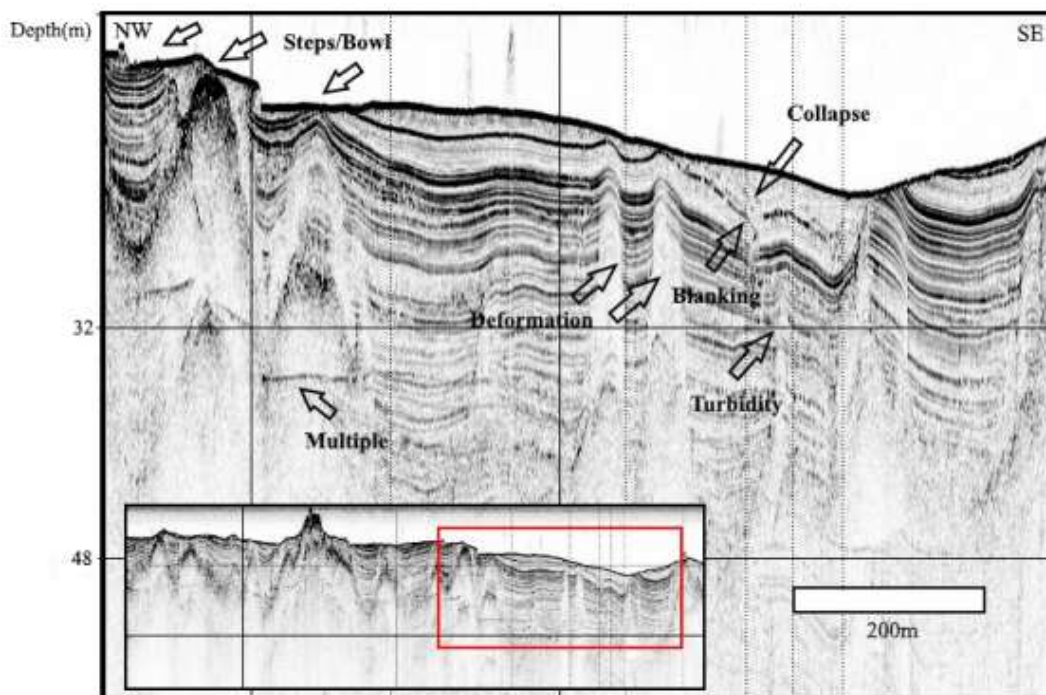 Depth(m)
NW
SE
Steps/Bowl
Collapse
Blanking
Deformation
32
Turbidity
Multiple
48
200m